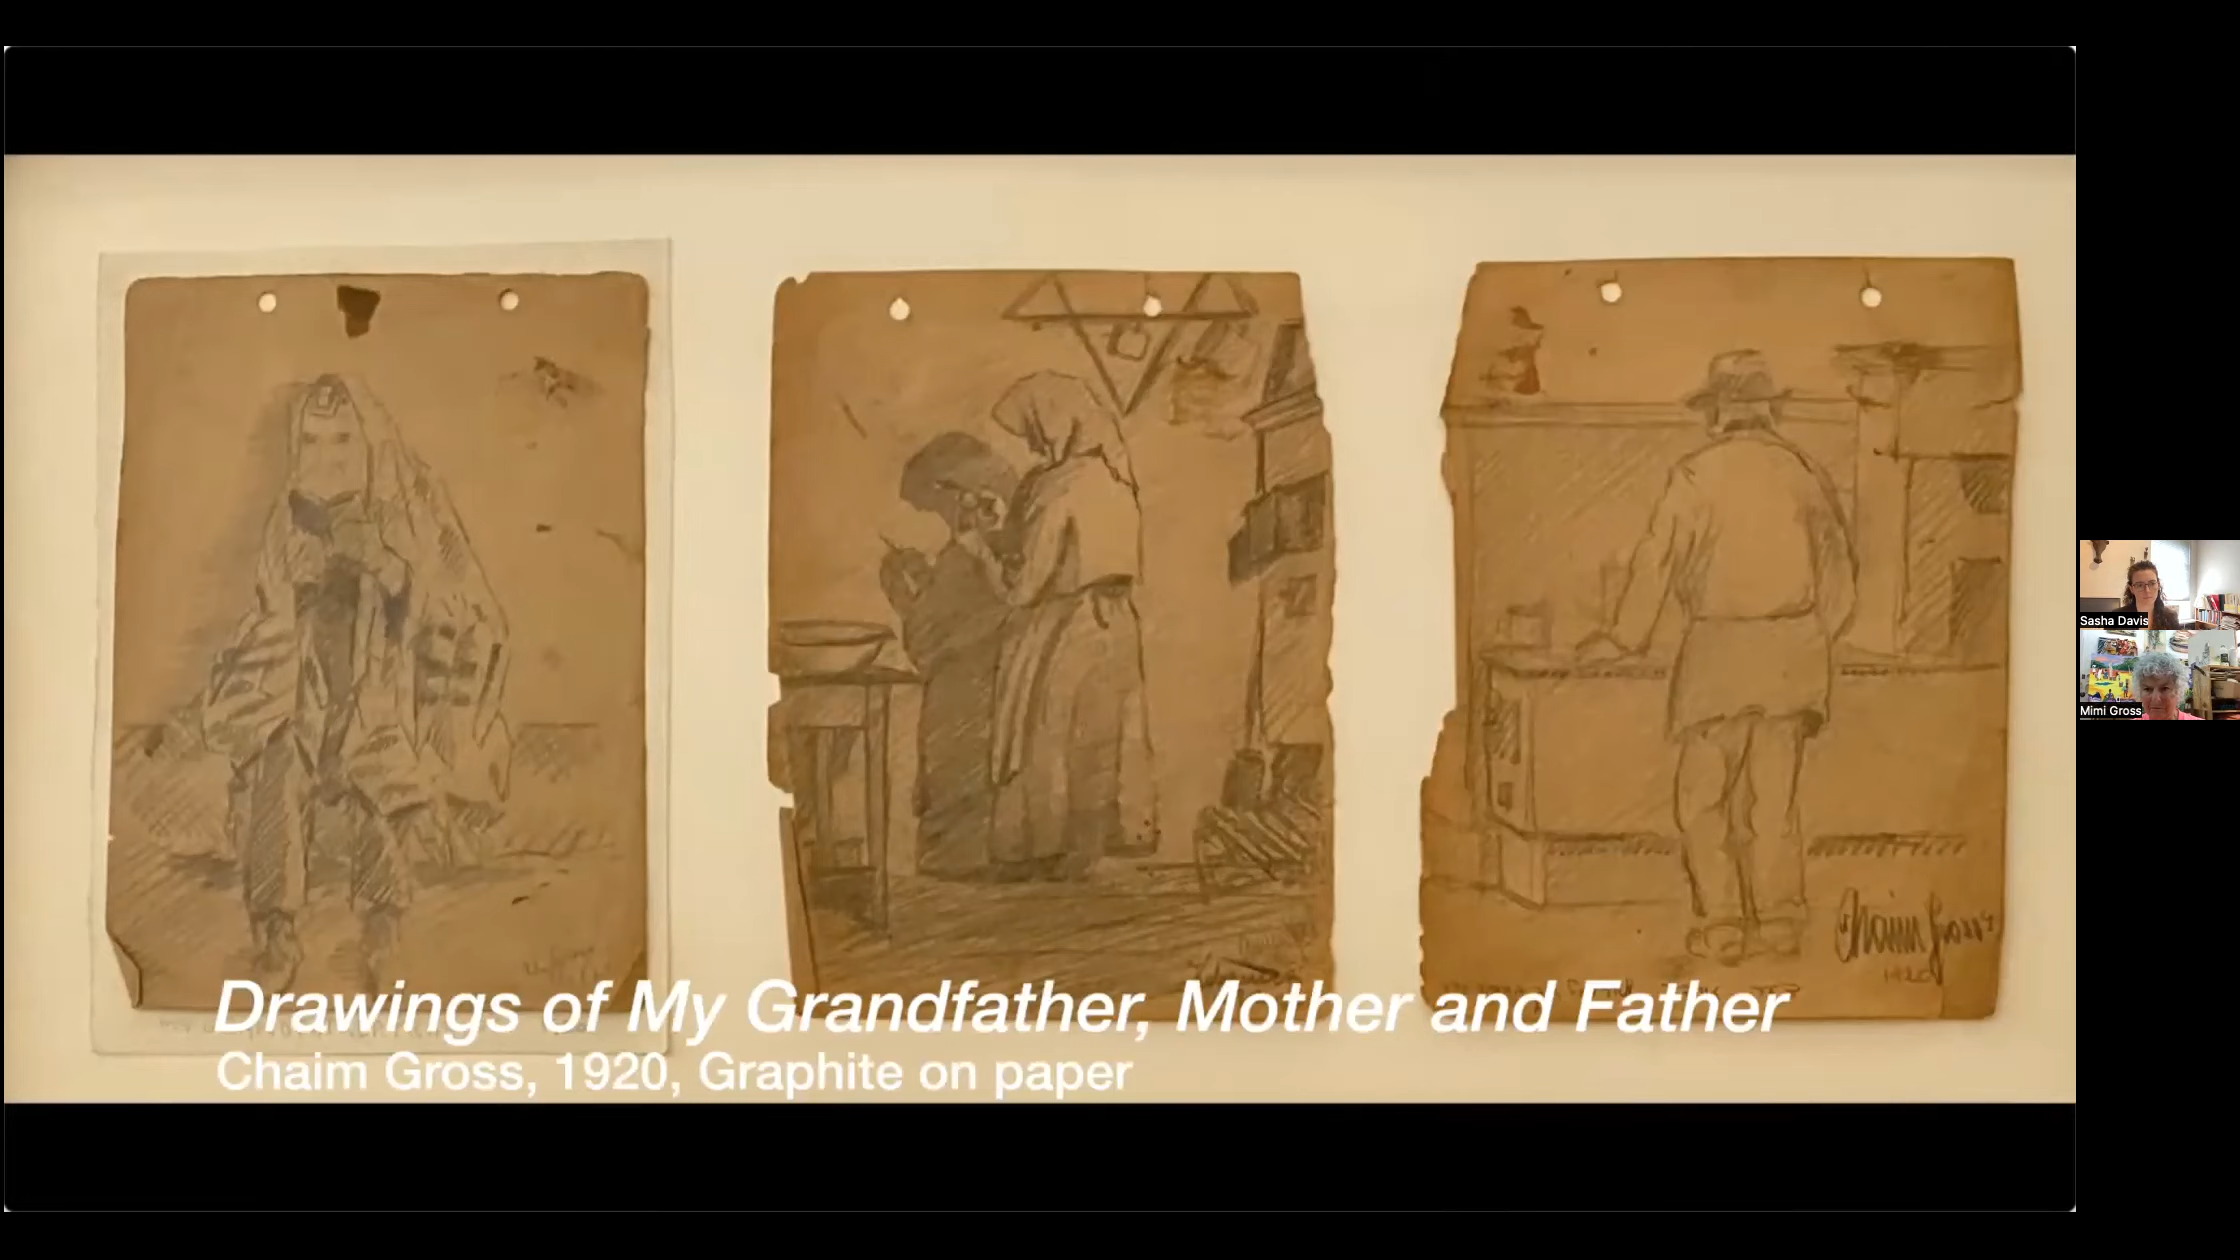 Chaim Gross
1920
Drawings of My Grandfather, Mother and Father
Chaim Gross, 1920, Graphite on paper
Sasha Davis
Mimi Gross